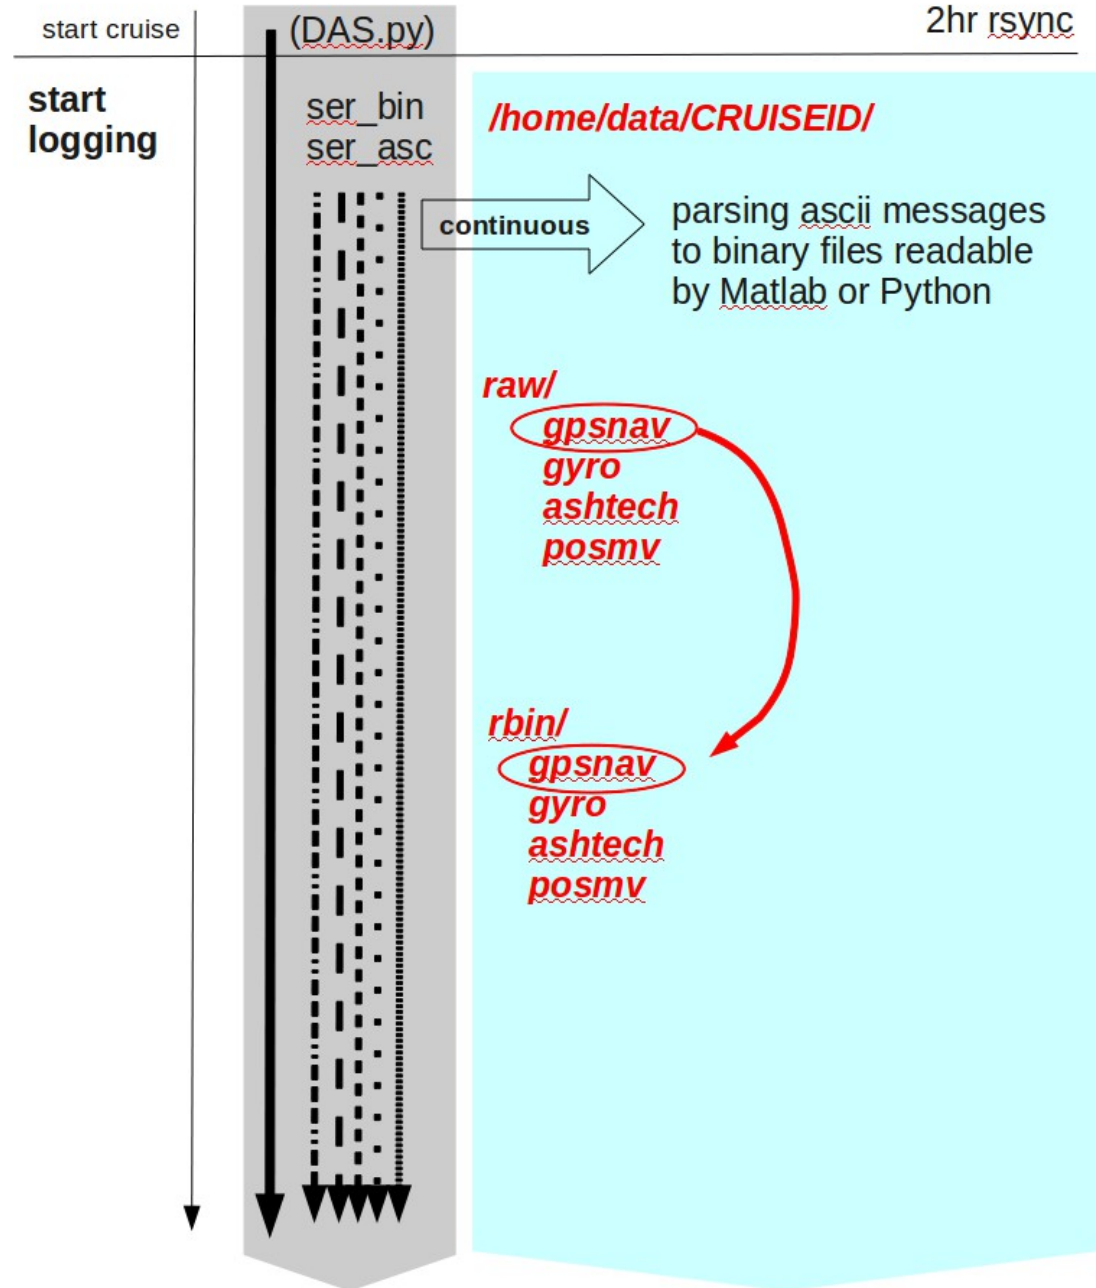 start cruise
(DAS.py)
2hr rsync
start
logging
ser_bin
ser_asc
/home/data/CRUISEID/
continuous
parsing ascii messages
to binary files readable
by Matlab or Python
raw/
gpsnav
gyro
ashtech
posmv
rbin/
gpsnav
gyro
ashtech
posmv